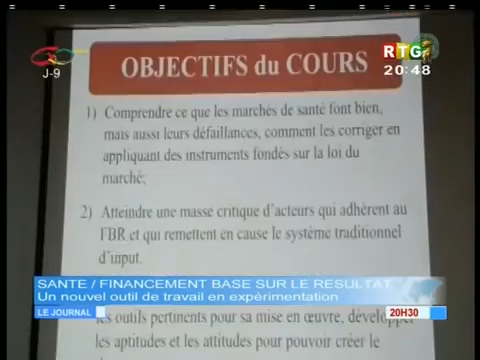 J-9
RTG
20:48
OBJECTIFS du COURS
1) Comprendre ce que les marchés de santé font bien,
mais aussi leurs défaillances, comment les corriger en
appliquant des instruments fondés sur la loi du
marché;
2) Atteindre une masse critique d'acteurs qui adhérent au
FBR et qui remettent en cause le système traditionnel
d'input.
SANTE / FINANCEMENT BASE SUR LE RESULTAT
Un nouvel outil de travail en expérimentation
LE JOURNAL
20H30
les outils pertinents pour sa mise en œuvre, développer
les aptitudes et les attitudes pour pouvoir créer le